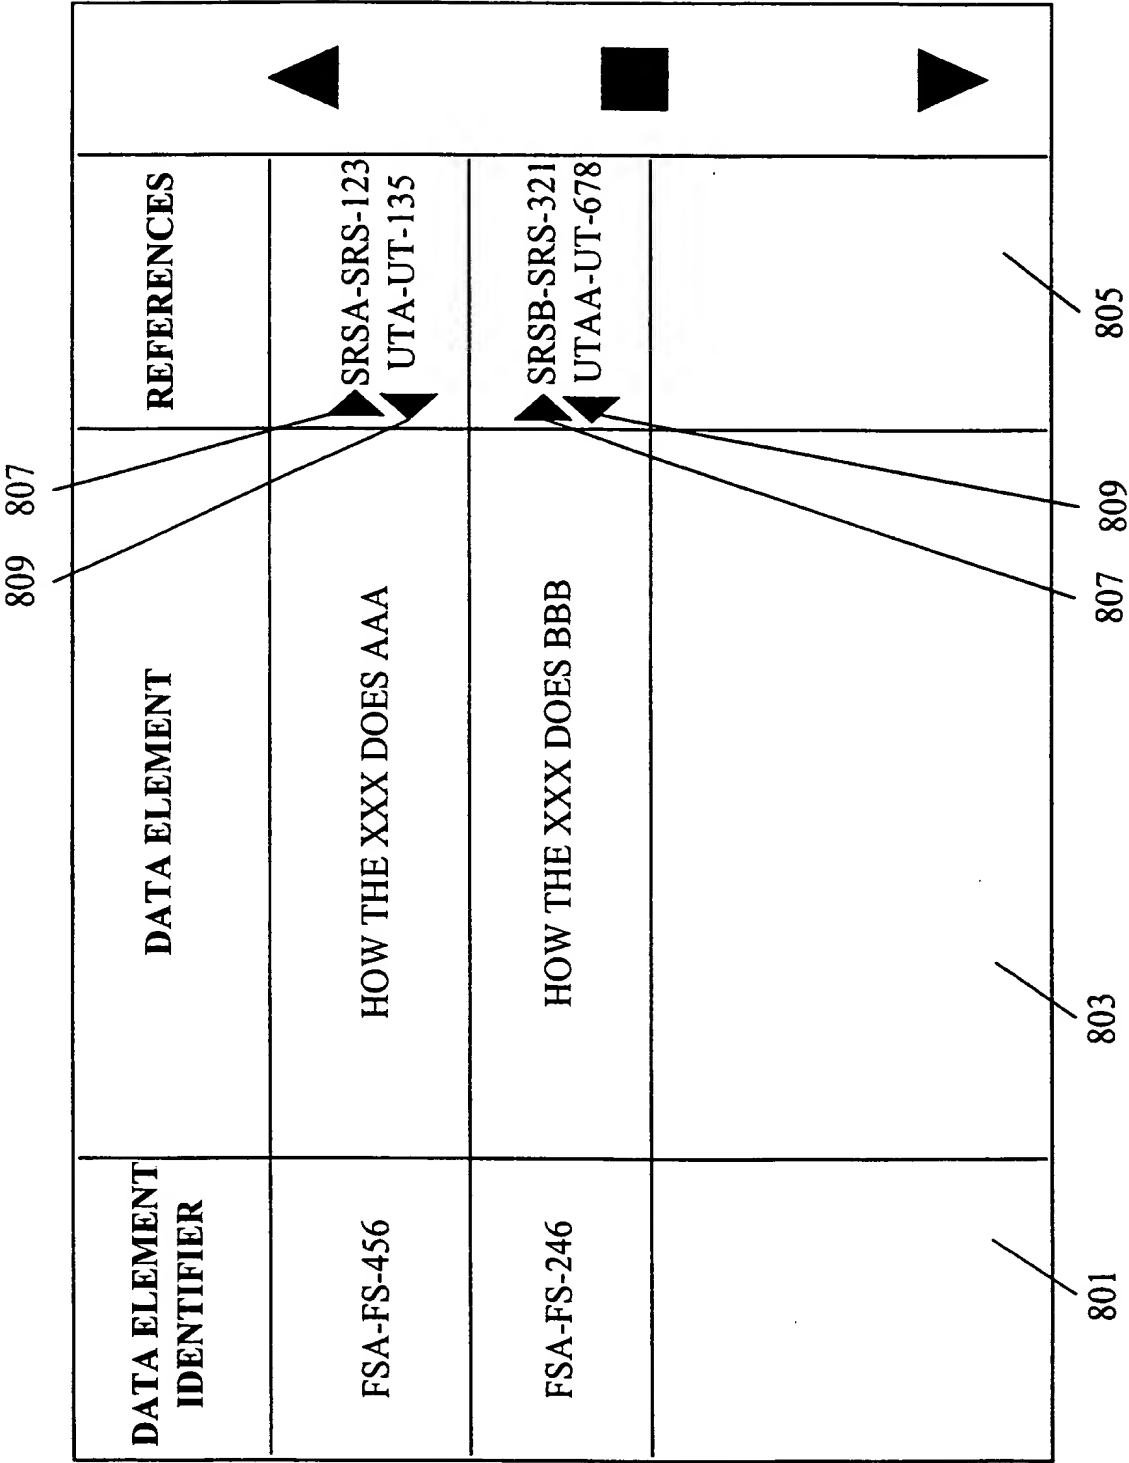 DATA ELEMENT
IDENTIFIER
DATA ELEMENT
REFERENCES
FSA-FS-456
HOW THE XXX DOES AAA
SRSA-SRS-123
UTA-UT-135
FSA-FS-246
HOW THE XXX DOES BBB
SRSB-SRS-321
UTAA-UT-678
809
807
801
803
807
809
805